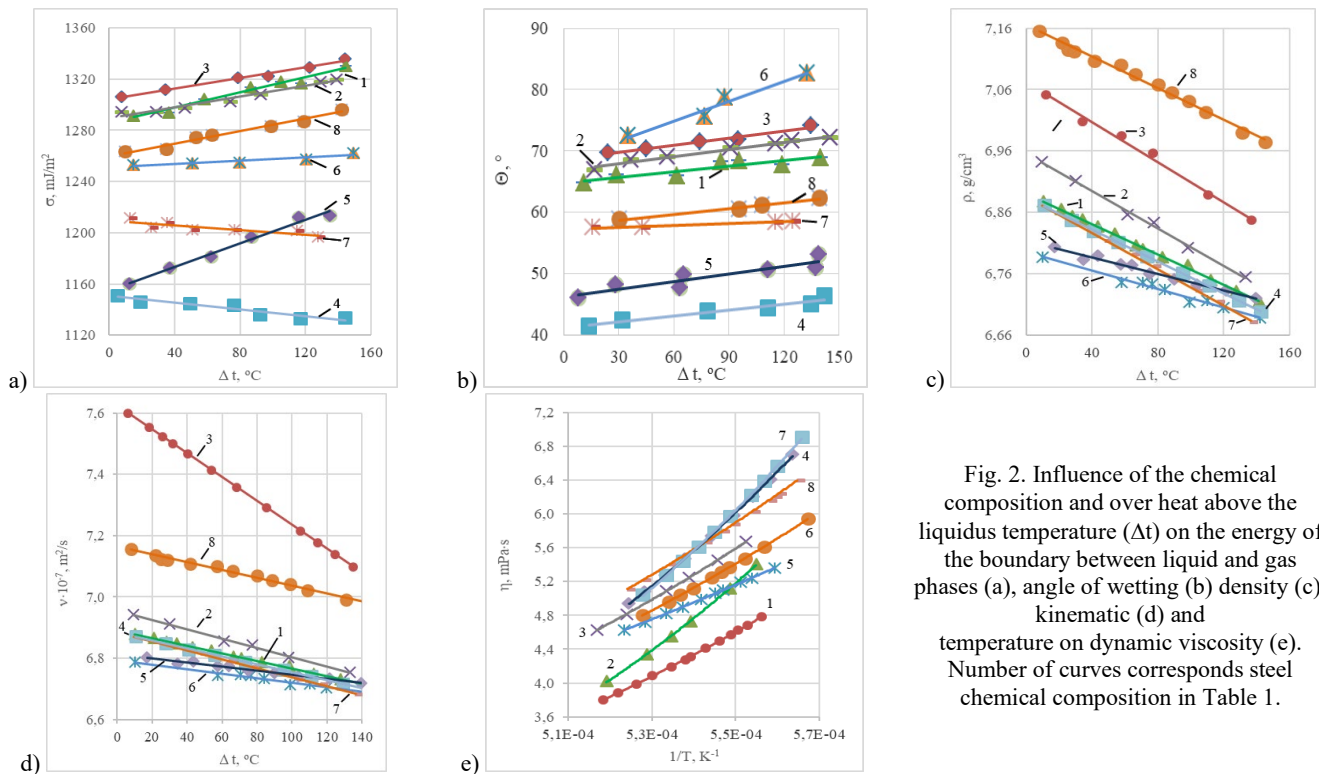 1360
1320
1280
1240
1200
1160
1120
σ, mJ/m²
3
1
2
8
6
5
7
4
0 40 80 120 160
Δ t, °C
a)
90
80
70
60
50
40
Θ, °
6
3
2
1
8
7
5
4
0 30 60 90 120 150
Δ t, °C
b)
7,16
7,06
6,96
6,86
6,76
6,66
ρ, g/cm³
8
3
2
1
5
6
4
7
0 40 80 120 160
Δ t, °C
c)
7,6
7,4
7,2
7,0
6,8
6,6
ν·10⁻⁷, m²/s
3
8
2
4
1
5
6
7
0 20 40 60 80 100 120 140
Δ t, °C
d)
7,2
6,8
6,4
6,0
5,6
5,2
4,8
4,4
4,0
3,6
η, mPa·s
7
4
8
6
5
3
2
1
5,1E-04 5,3E-04 5,5E-04 5,7E-04
1/T, K⁻¹
e)
Fig. 2. Influence of the chemical
composition and over heat above the
liquidus temperature (Δt) on the energy of
the boundary between liquid and gas
phases (a), angle of wetting (b) density (c),
kinematic (d) and
temperature on dynamic viscosity (e).
Number of curves corresponds steel
chemical composition in Table 1.